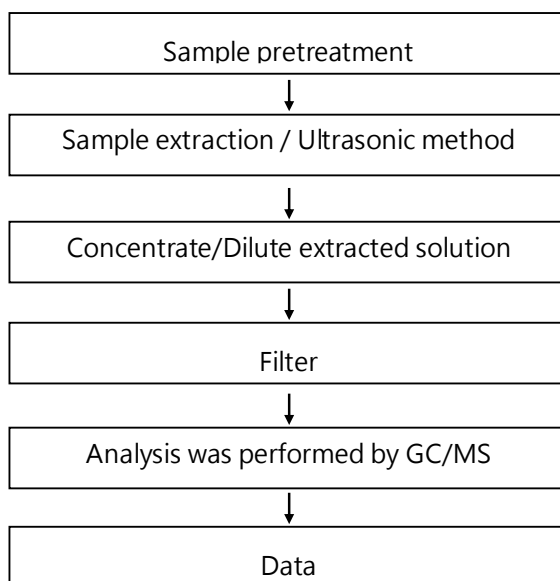 Sample pretreatment
Sample extraction / Ultrasonic method
Concentrate/Dilute extracted solution
Filter
Analysis was performed by GC/MS
Data